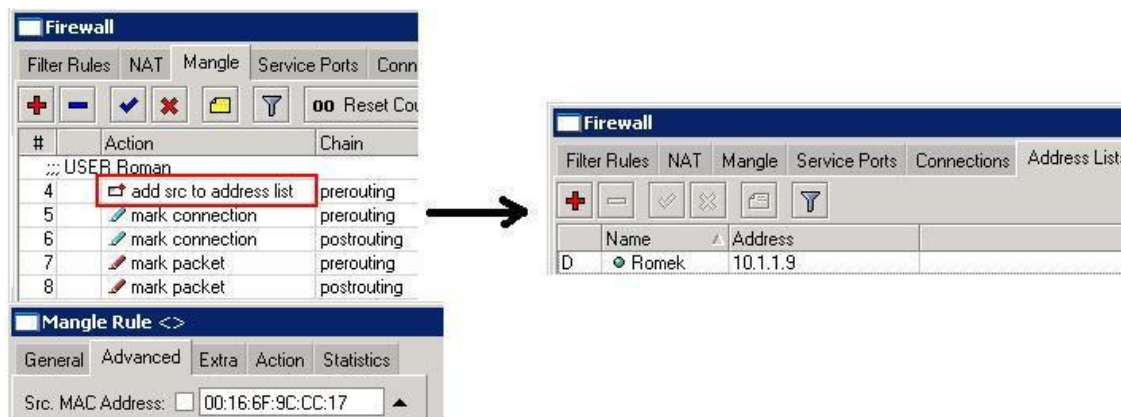 Firewall
Filter Rules NAT Mangle Service Ports Conn
00 Reset Cou
# Action Chain
;;; USER Roman
4 add src to address list prerouting
5 mark connection prerouting
6 mark connection postrouting
7 mark packet prerouting
8 mark packet postrouting
Mangle Rule <>
General Advanced Extra Action Statistics
Src. MAC Address: 00:16:6F:9C:CC:17
Firewall
Filter Rules NAT Mangle Service Ports Connections Address Lists
Name Address
D Romek 10.1.1.9